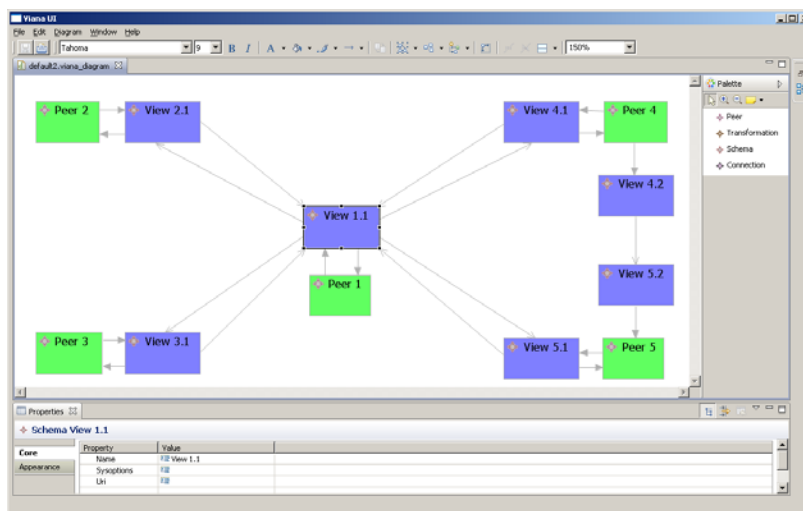 Viana UI
File Edit Diagram Window Help
Tahoma 9 B I A 150%
default2.viana_diagram
Palette
Peer
Transformation
Schema
Connection
Peer 2 View 2.1 View 4.1 Peer 4
View 4.2
View 1.1
View 5.2
Peer 1
Peer 3 View 3.1 View 5.1 Peer 5
Properties
Schema View 1.1
Core
Appearance
Property Value
Name View 1.1
Sysoptions
Uri